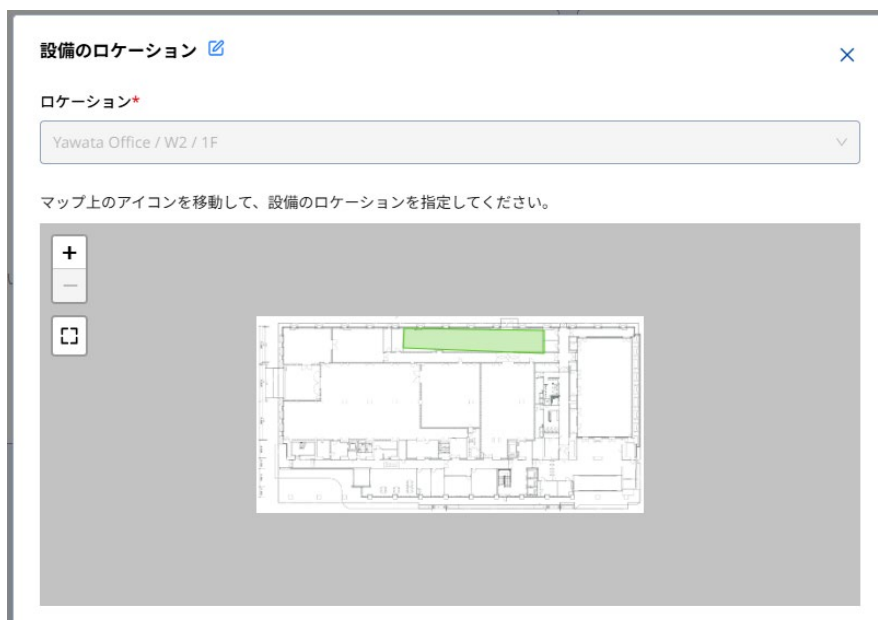 設備のロケーション
ロケーション*
Yawata Office / W2 / 1F
マップ上のアイコンを移動して、設備のロケーションを指定してください。
+
−